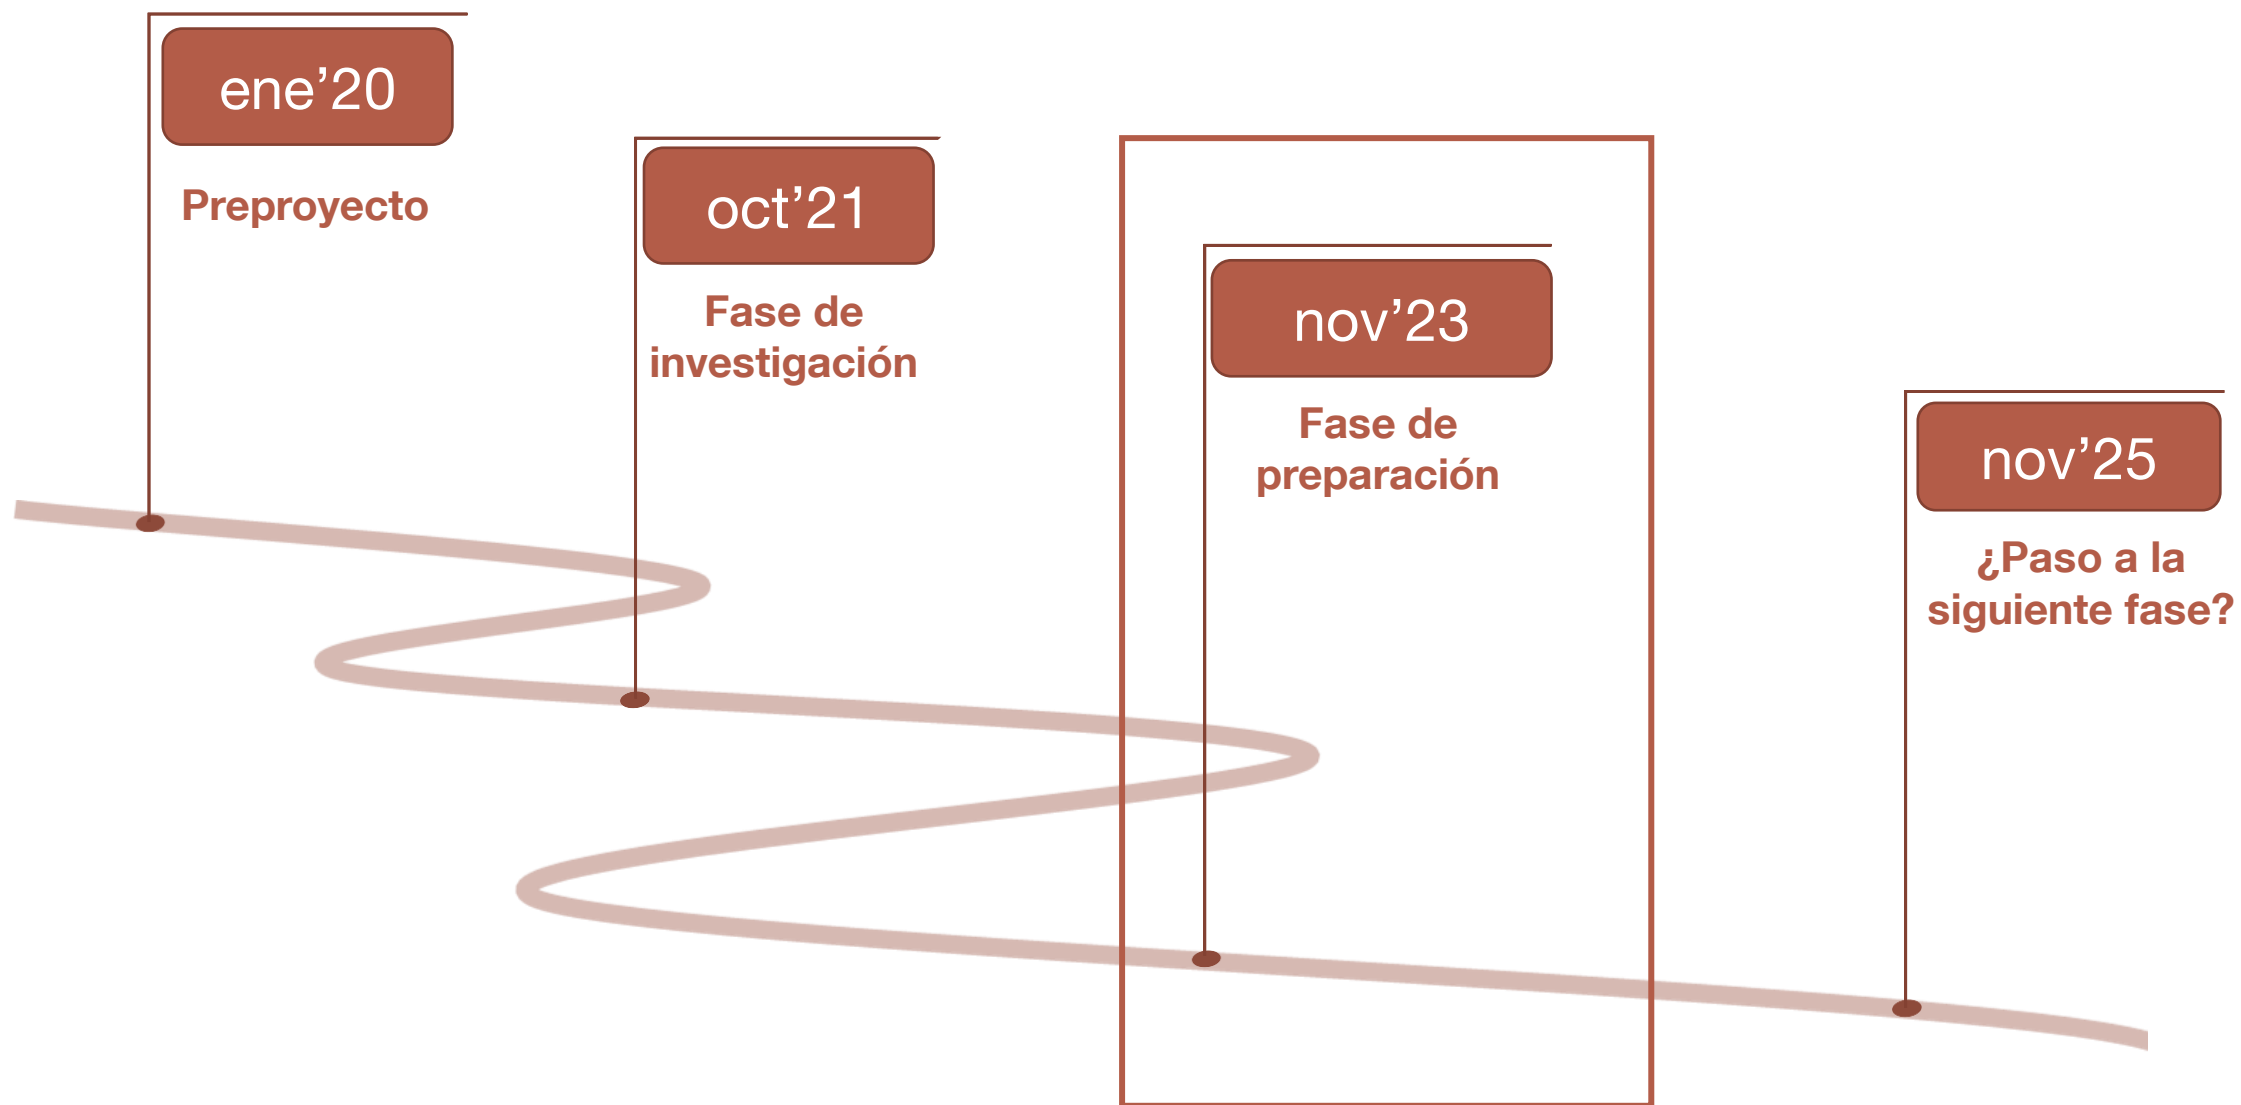 ene’20
Preproyecto
oct’21
Fase de
investigación
nov’23
Fase de
preparación
nov’25
¿Paso a la
siguiente fase?